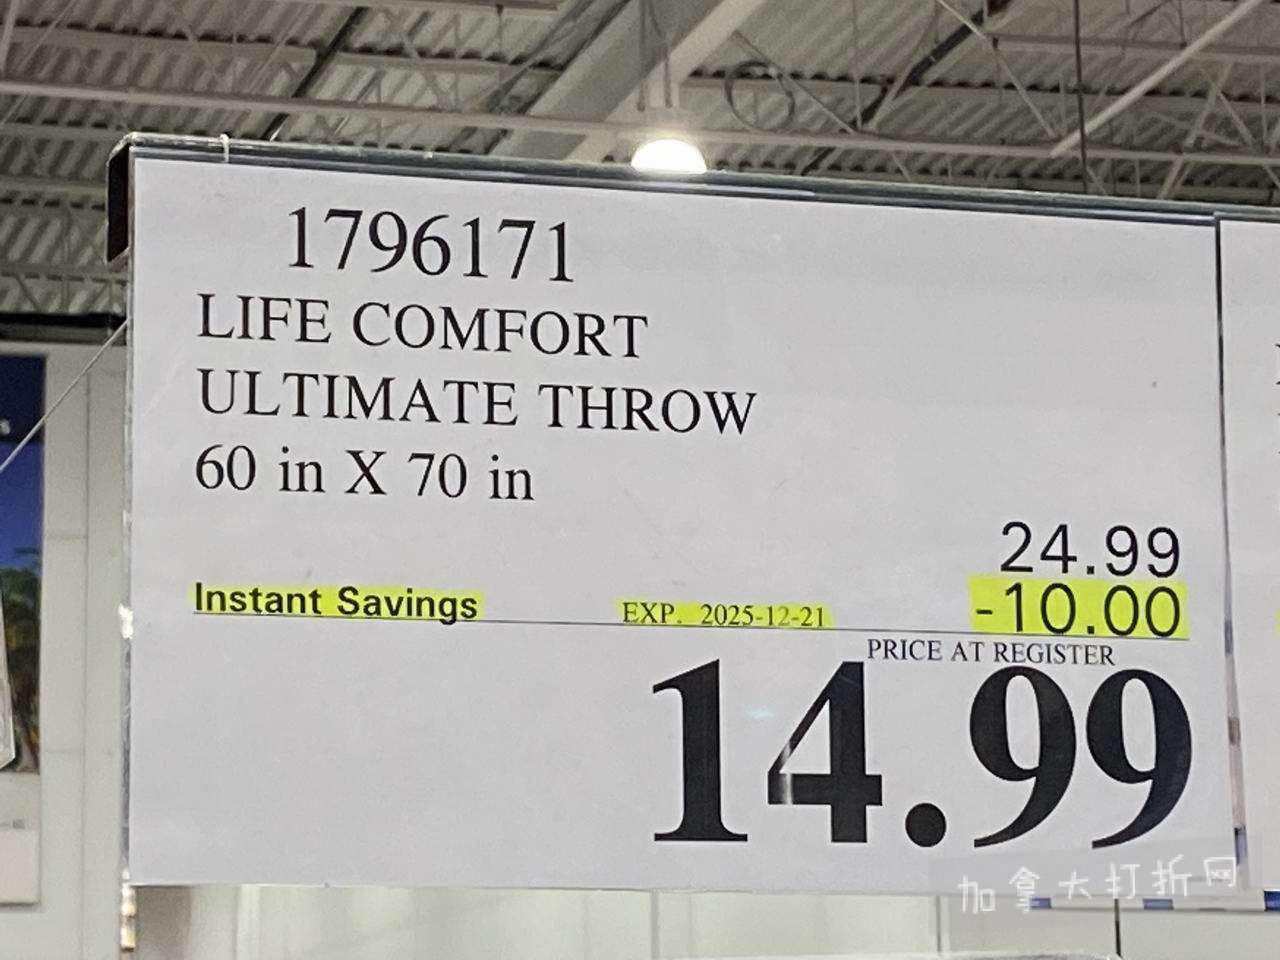 1796171
LIFE COMFORT
ULTIMATE THROW
60 in X 70 in
24.99
Instant Savings EXP. 2025-12-21 -10.00
PRICE AT REGISTER
14.99
加拿大打折网